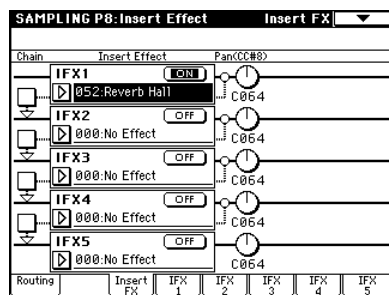 SAMPLING P8:Insert Effect Insert FX
Chain Insert Effect Pan(CC#8)
IFX1 ON
052:Reverb Hall
C064
IFX2 OFF
000:No Effect
C064
IFX3 OFF
000:No Effect
C064
IFX4 OFF
000:No Effect
C064
IFX5 OFF
000:No Effect
C064
Routing Insert FX IFX 1 IFX 2 IFX 3 IFX 4 IFX 5